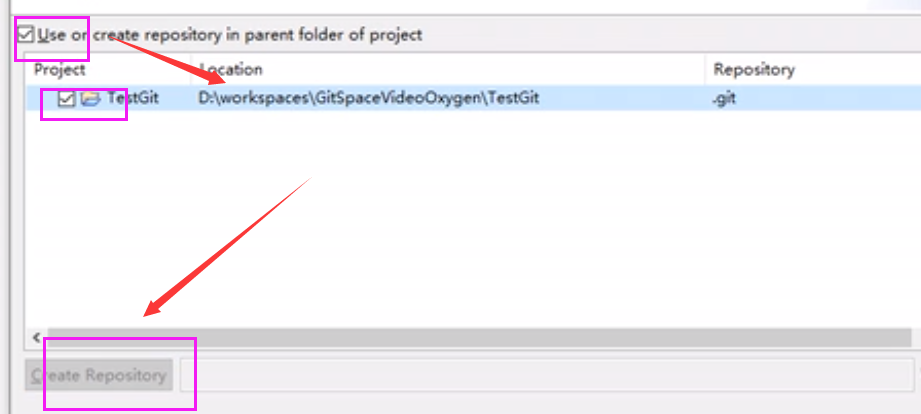 Use or create repository in parent folder of project
Project Location Repository
TestGit D:\workspaces\GitSpaceVideoOxygen\TestGit .git
Create Repository